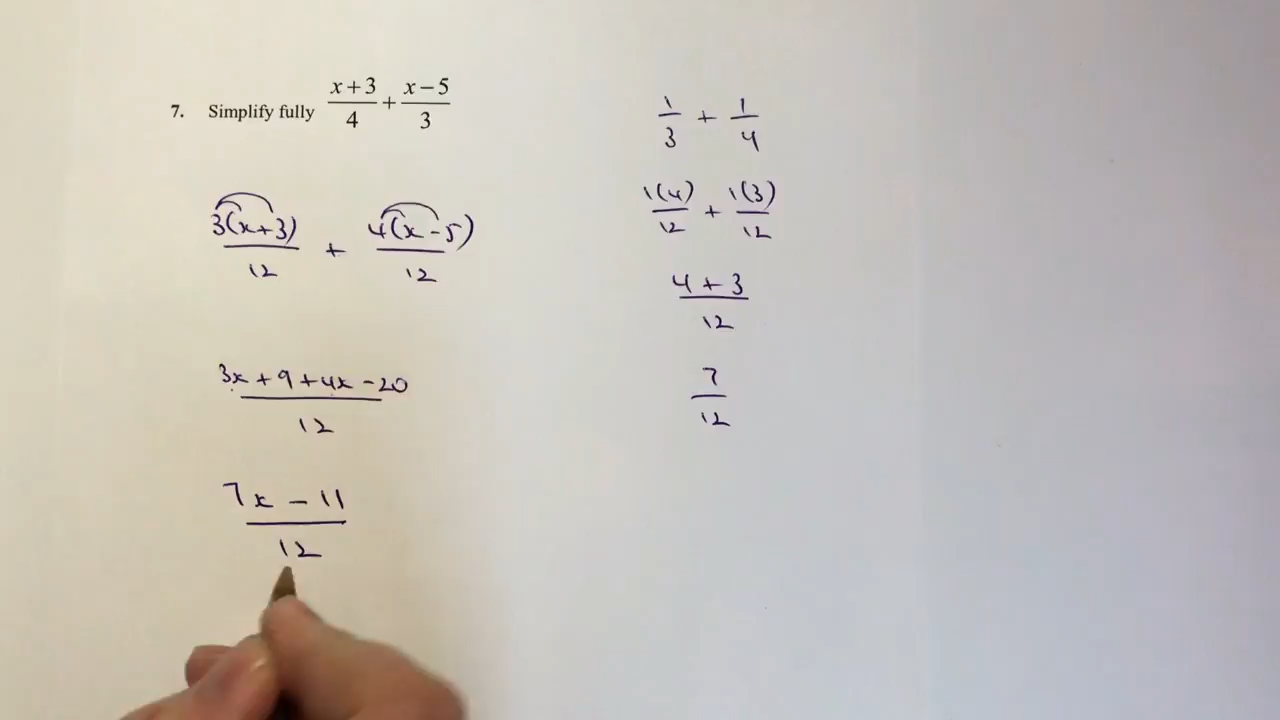 7. Simplify fully (x+3)/4 + (x−5)/3
3(x+3)/12 + 4(x-5)/12
(3x+9+4x-20)/12
(7x-11)/12
1/3 + 1/4
1(4)/12 + 1(3)/12
(4+3)/12
7/12